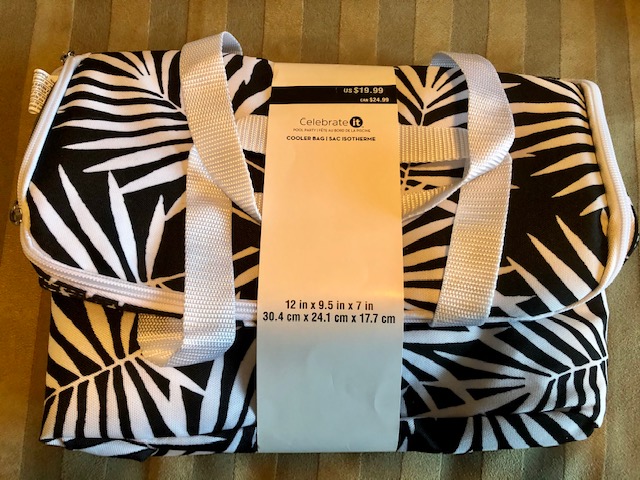 US $19.99
CAN $24.99
Celebrate it
POOL PARTY | FÊTE AU BORD DE LA PISCINE
COOLER BAG | SAC ISOTHERME
12 in x 9.5 in x 7 in
30.4 cm x 24.1 cm x 17.7 cm